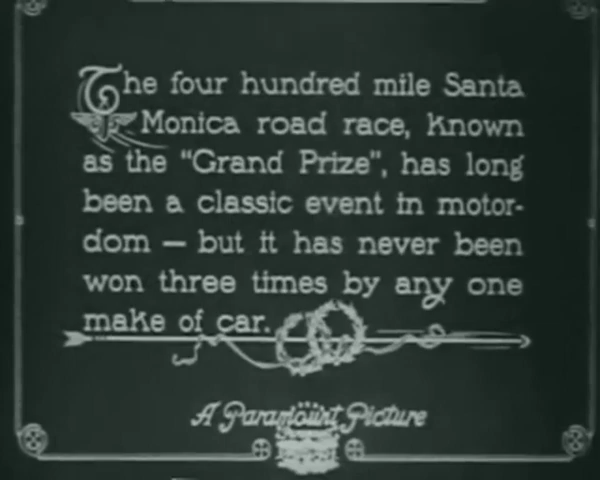 The four hundred mile Santa
Monica road race, known
as the “Grand Prize”, has long
been a classic event in motor-
dom — but it has never been
won three times by any one
make of car.
A Paramount Picture